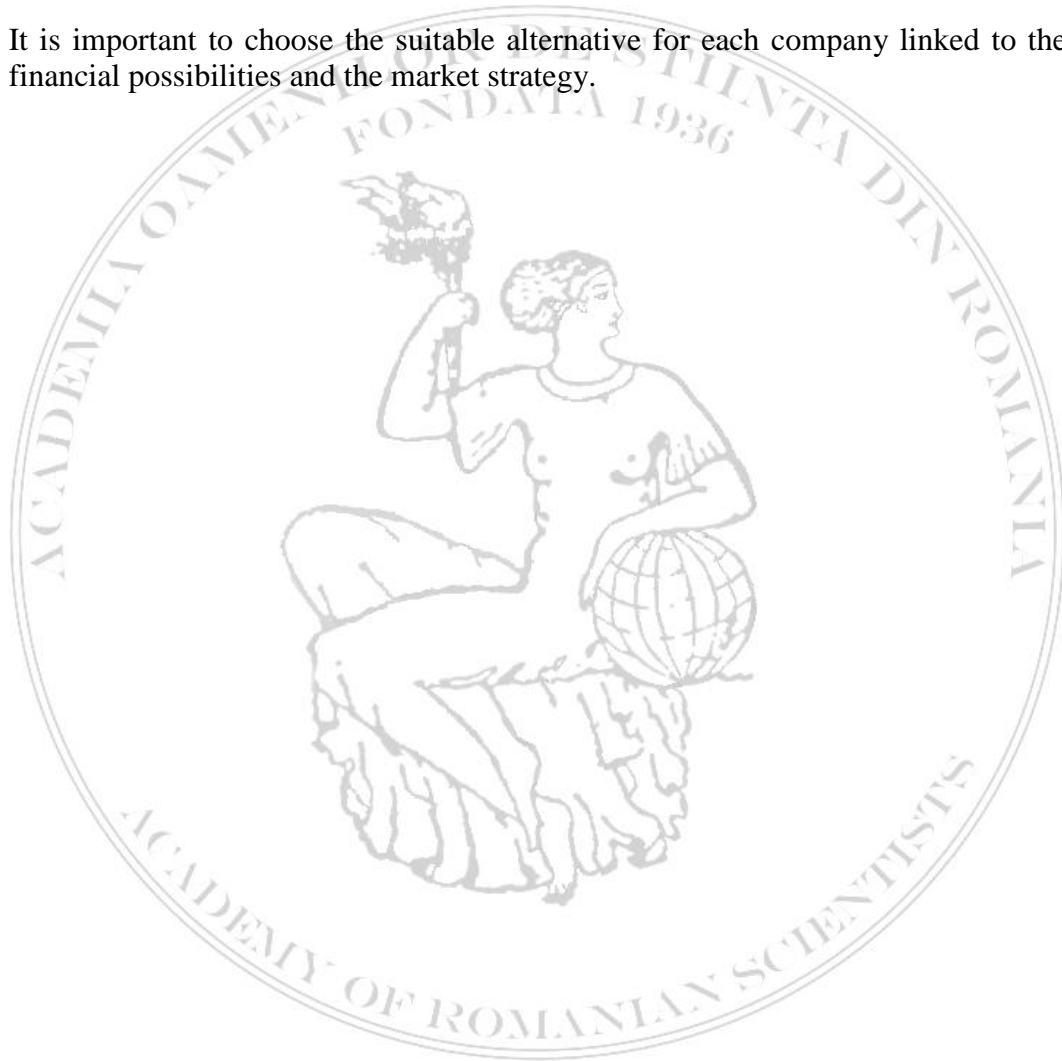 It is important to choose the suitable alternative for each company linked to the
financial possibilities and the market strategy.
ACADEMIA OAMENILOR DE STIINTA DIN ROMANIA
FONDATA 1936
ACADEMY OF ROMANIAN SCIENTISTS